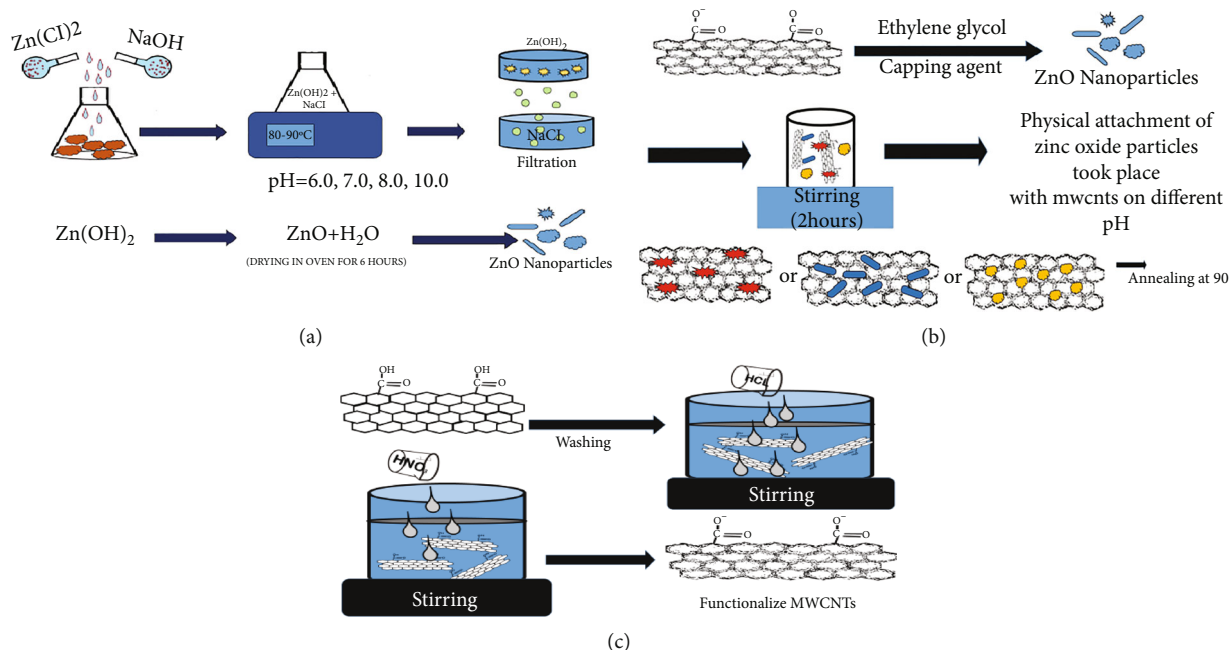 Zn(CI)2
NaOH
Zn(OH)2 +
NaCI
80-90ºC
pH=6.0, 7.0, 8.0, 10.0
Zn(OH)₂
NaCI
Filtration
Zn(OH)₂
ZnO+H₂O
(DRYING IN OVEN FOR 6 HOURS)
ZnO Nanoparticles
(a)
O⁻
C
O
O
C
O
Ethylene glycol
Capping agent
ZnO Nanoparticles
Stirring
(2hours)
Physical attachment of
zinc oxide particles
took place
with mwcnts on different
pH
or
or
Annealing at 90
(b)
OH
C
O
OH
C
O
Washing
HCL
Stirring
HNO₃
Stirring
O⁻
C
O
O⁻
C
O
Functionalize MWCNTs
(c)